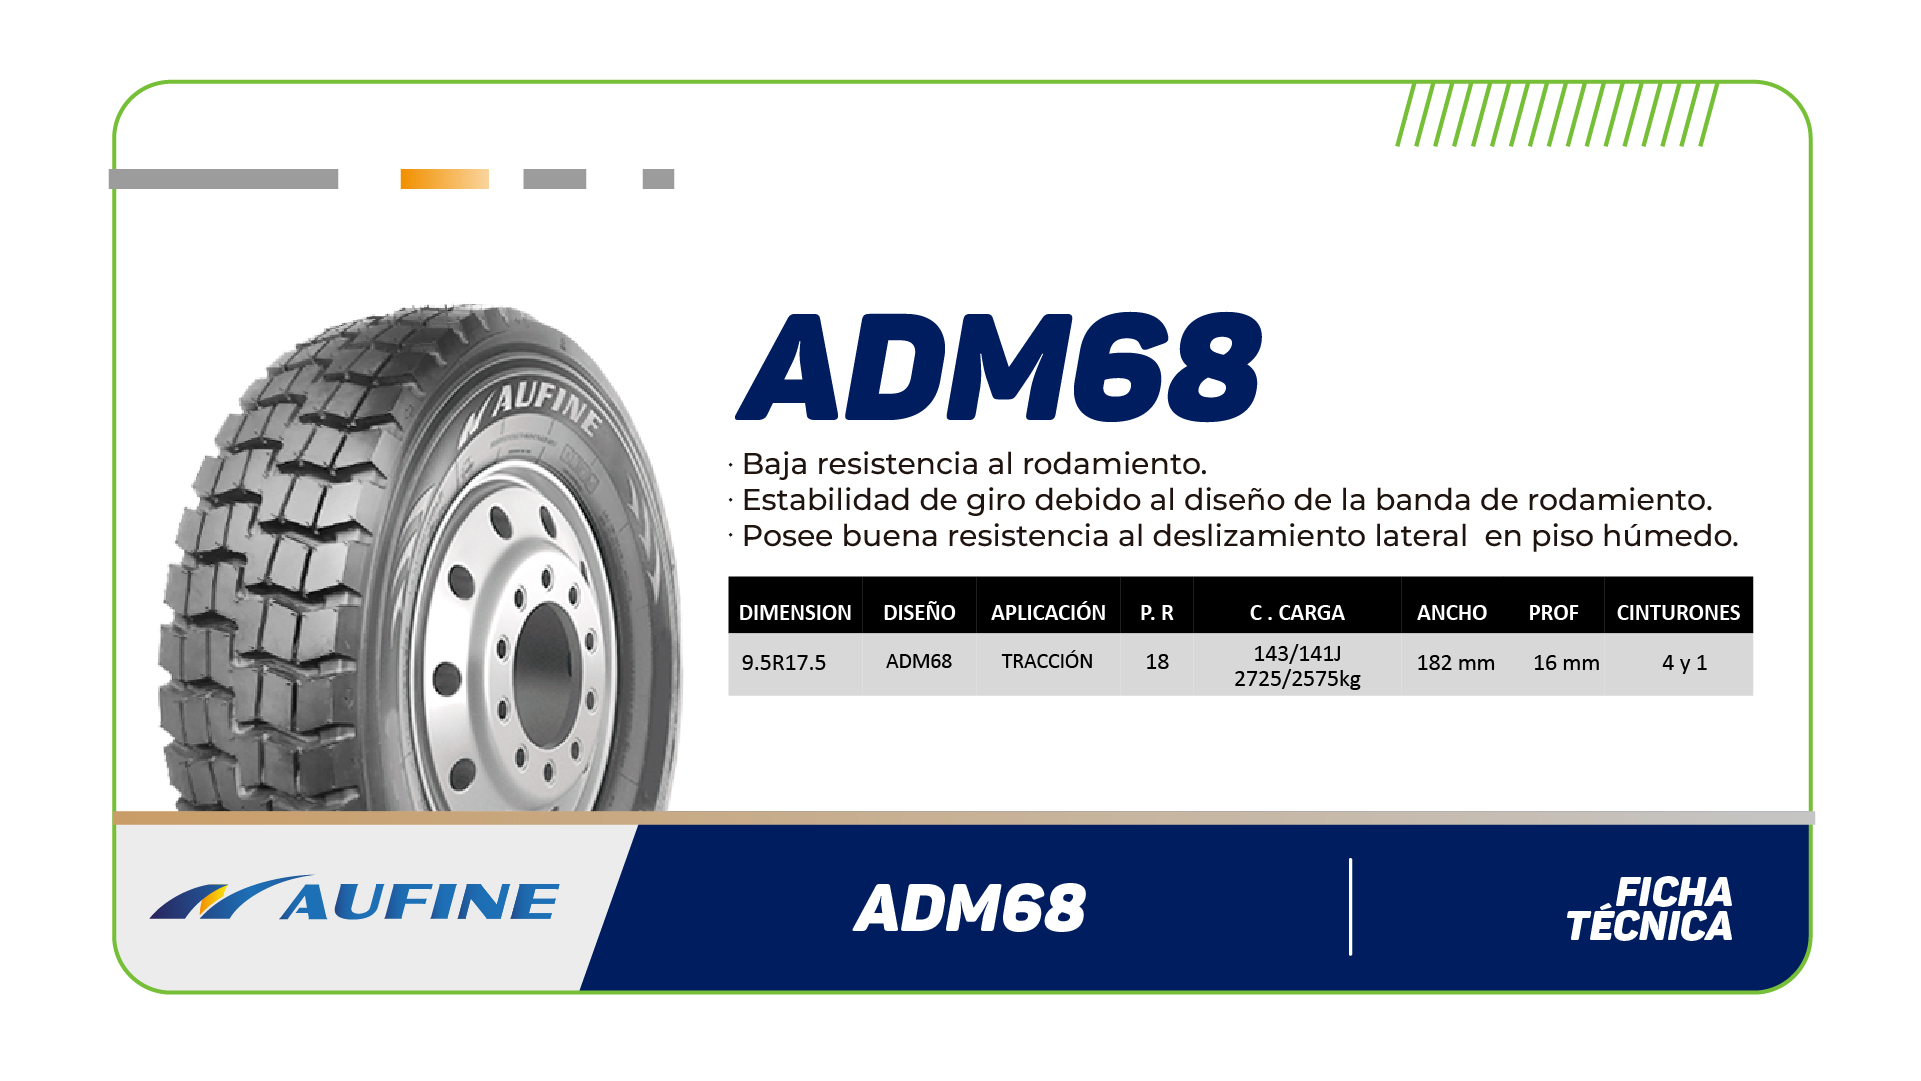 ADM68
· Baja resistencia al rodamiento.
· Estabilidad de giro debido al diseño de la banda de rodamiento.
· Posee buena resistencia al deslizamiento lateral  en piso húmedo.
DIMENSION DISEÑO APLICACIÓN P. R C . CARGA ANCHO PROF CINTURONES
9.5R17.5 ADM68 TRACCIÓN 18 143/141J 182 mm 16 mm 4 y 1
2725/2575kg
AUFINE
AUFINE
ADM68
FICHA
TÉCNICA